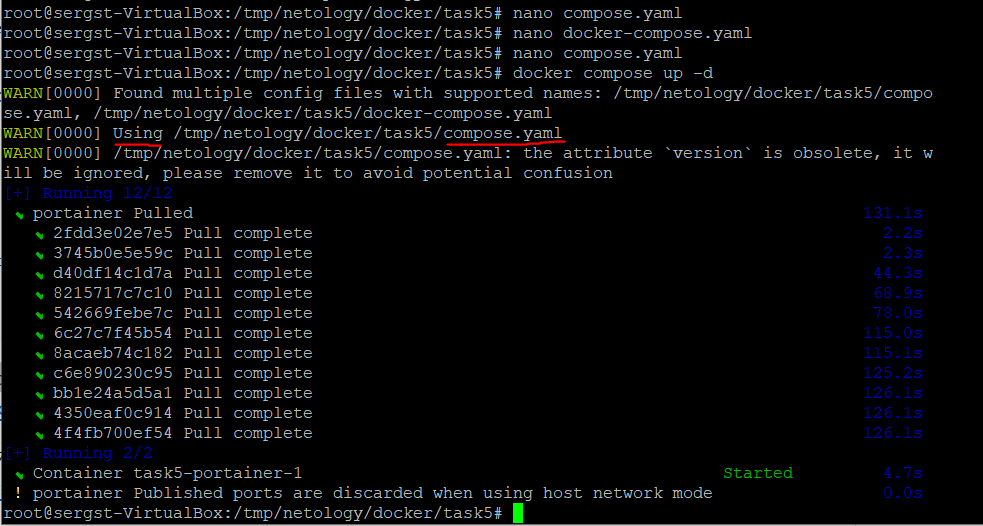 root@sergst-VirtualBox:/tmp/netology/docker/task5# nano compose.yaml
root@sergst-VirtualBox:/tmp/netology/docker/task5# nano docker-compose.yaml
root@sergst-VirtualBox:/tmp/netology/docker/task5# nano compose.yaml
root@sergst-VirtualBox:/tmp/netology/docker/task5# docker compose up -d
WARN[0000] Found multiple config files with supported names: /tmp/netology/docker/task5/compo
se.yaml, /tmp/netology/docker/task5/docker-compose.yaml
WARN[0000] Using /tmp/netology/docker/task5/compose.yaml
WARN[0000] /tmp/netology/docker/task5/compose.yaml: the attribute `version` is obsolete, it w
ill be ignored, please remove it to avoid potential confusion
[+] Running 12/12
portainer Pulled 131.1s
2fdd3e02e7e5 Pull complete 2.2s
3745b0e5e59c Pull complete 2.3s
d40df14c1d7a Pull complete 44.3s
8215717c7c10 Pull complete 68.9s
542669febe7c Pull complete 78.0s
6c27c7f45b54 Pull complete 115.0s
8acaeb74c182 Pull complete 115.1s
c6e890230c95 Pull complete 125.2s
bb1e24a5d5a1 Pull complete 126.1s
4350eaf0c914 Pull complete 126.1s
4f4fb700ef54 Pull complete 126.1s
[+] Running 2/2
Container task5-portainer-1 Started 4.7s
! portainer Published ports are discarded when using host network mode 0.0s
root@sergst-VirtualBox:/tmp/netology/docker/task5#